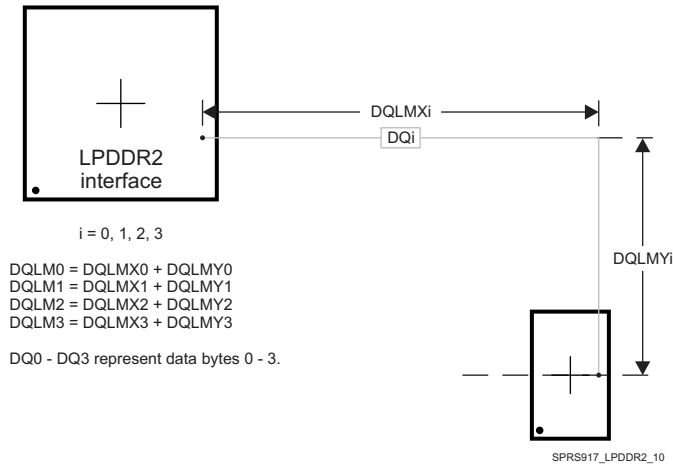 DQLMXi
DQi
LPDDR2
interface
i = 0, 1, 2, 3
DQLMYi
DQLM0 = DQLMX0 + DQLMY0
DQLM1 = DQLMX1 + DQLMY1
DQLM2 = DQLMX2 + DQLMY2
DQLM3 = DQLMX3 + DQLMY3
DQ0 - DQ3 represent data bytes 0 - 3.
SPRS917_LPDDR2_10